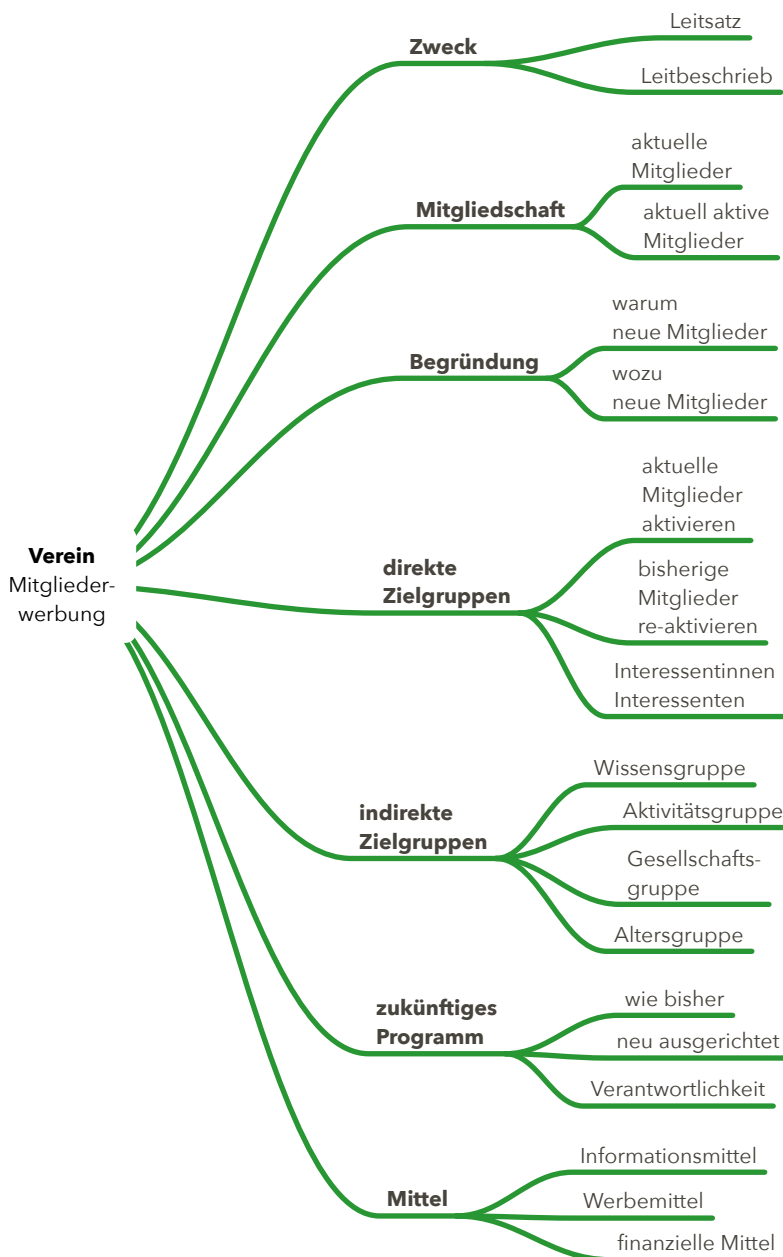 Verein
Mitglieder-
werbung
Zweck
Leitsatz
Leitbeschrieb
Mitgliedschaft
aktuelle
Mitglieder
aktuell aktive
Mitglieder
Begründung
warum
neue Mitglieder
wozu
neue Mitglieder
direkte
Zielgruppen
aktuelle
Mitglieder
aktivieren
bisherige
Mitglieder
re-aktivieren
Interessentinnen
Interessenten
indirekte
Zielgruppen
Wissensgruppe
Aktivitätsgruppe
Gesellschafts-
gruppe
Altersgruppe
zukünftiges
Programm
wie bisher
neu ausgerichtet
Verantwortlichkeit
Mittel
Informationsmittel
Werbemittel
finanzielle Mittel